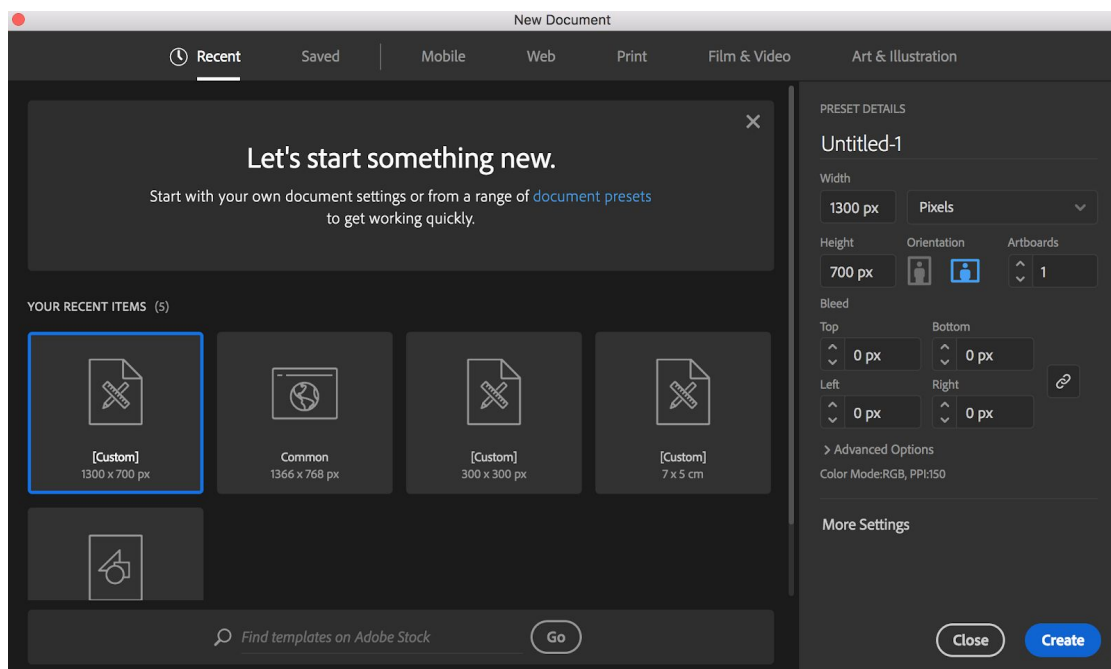 New Document
Recent Saved Mobile Web Print Film & Video Art & Illustration
Let's start something new.
Start with your own document settings or from a range of document presets
to get working quickly.
YOUR RECENT ITEMS (5)
[Custom]
1300 x 700 px
Common
1366 x 768 px
[Custom]
300 x 300 px
[Custom]
7 x 5 cm
Find templates on Adobe Stock Go
PRESET DETAILS
Untitled-1
Width
1300 px Pixels
Height Orientation Artboards
700 px 1
Bleed
Top Bottom
0 px 0 px
Left Right
0 px 0 px
> Advanced Options
Color Mode:RGB, PPI:150
More Settings
Close Create